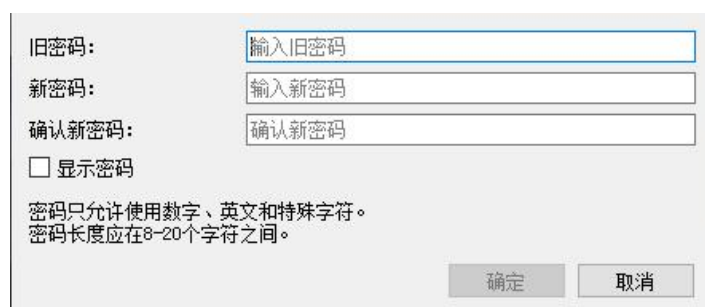 旧密码: 输入旧密码
新密码: 输入新密码
确认新密码: 确认新密码
显示密码
密码只允许使用数字、英文和特殊字符。
密码长度应在8-20个字符之间。
确定 取消